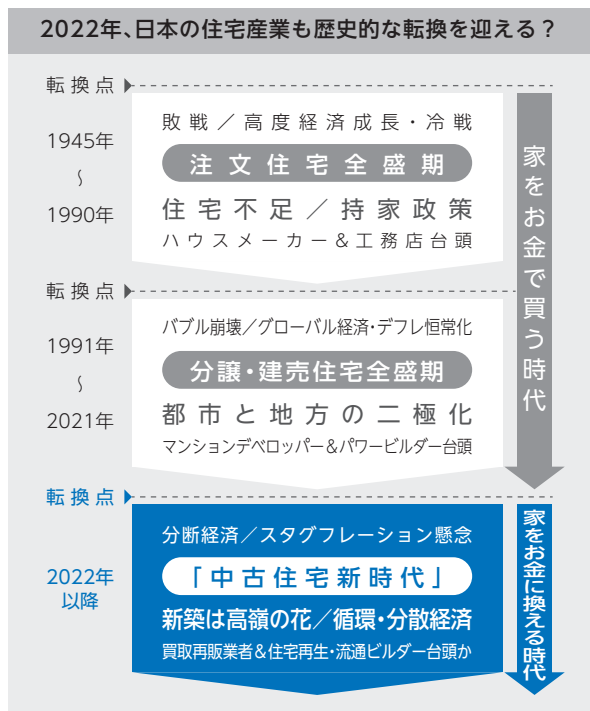 2022年、日本の住宅産業も歴史的な転換を迎える？
転換点
1945年
〜
1990年
敗戦／高度経済成長・冷戦
注文住宅全盛期
住宅不足／持家政策
ハウスメーカー＆工務店台頭
転換点
1991年
〜
2021年
バブル崩壊／グローバル経済・デフレ恒常化
分譲・建売住宅全盛期
都市と地方の二極化
マンションデベロッパー＆パワービルダー台頭
家をお金で買う時代
転換点
2022年
以降
分断経済／スタグフレーション懸念
「中古住宅新時代」
新築は高嶺の花／循環・分散経済
買取再販業者＆住宅再生・流通ビルダー台頭か
家をお金に換える時代